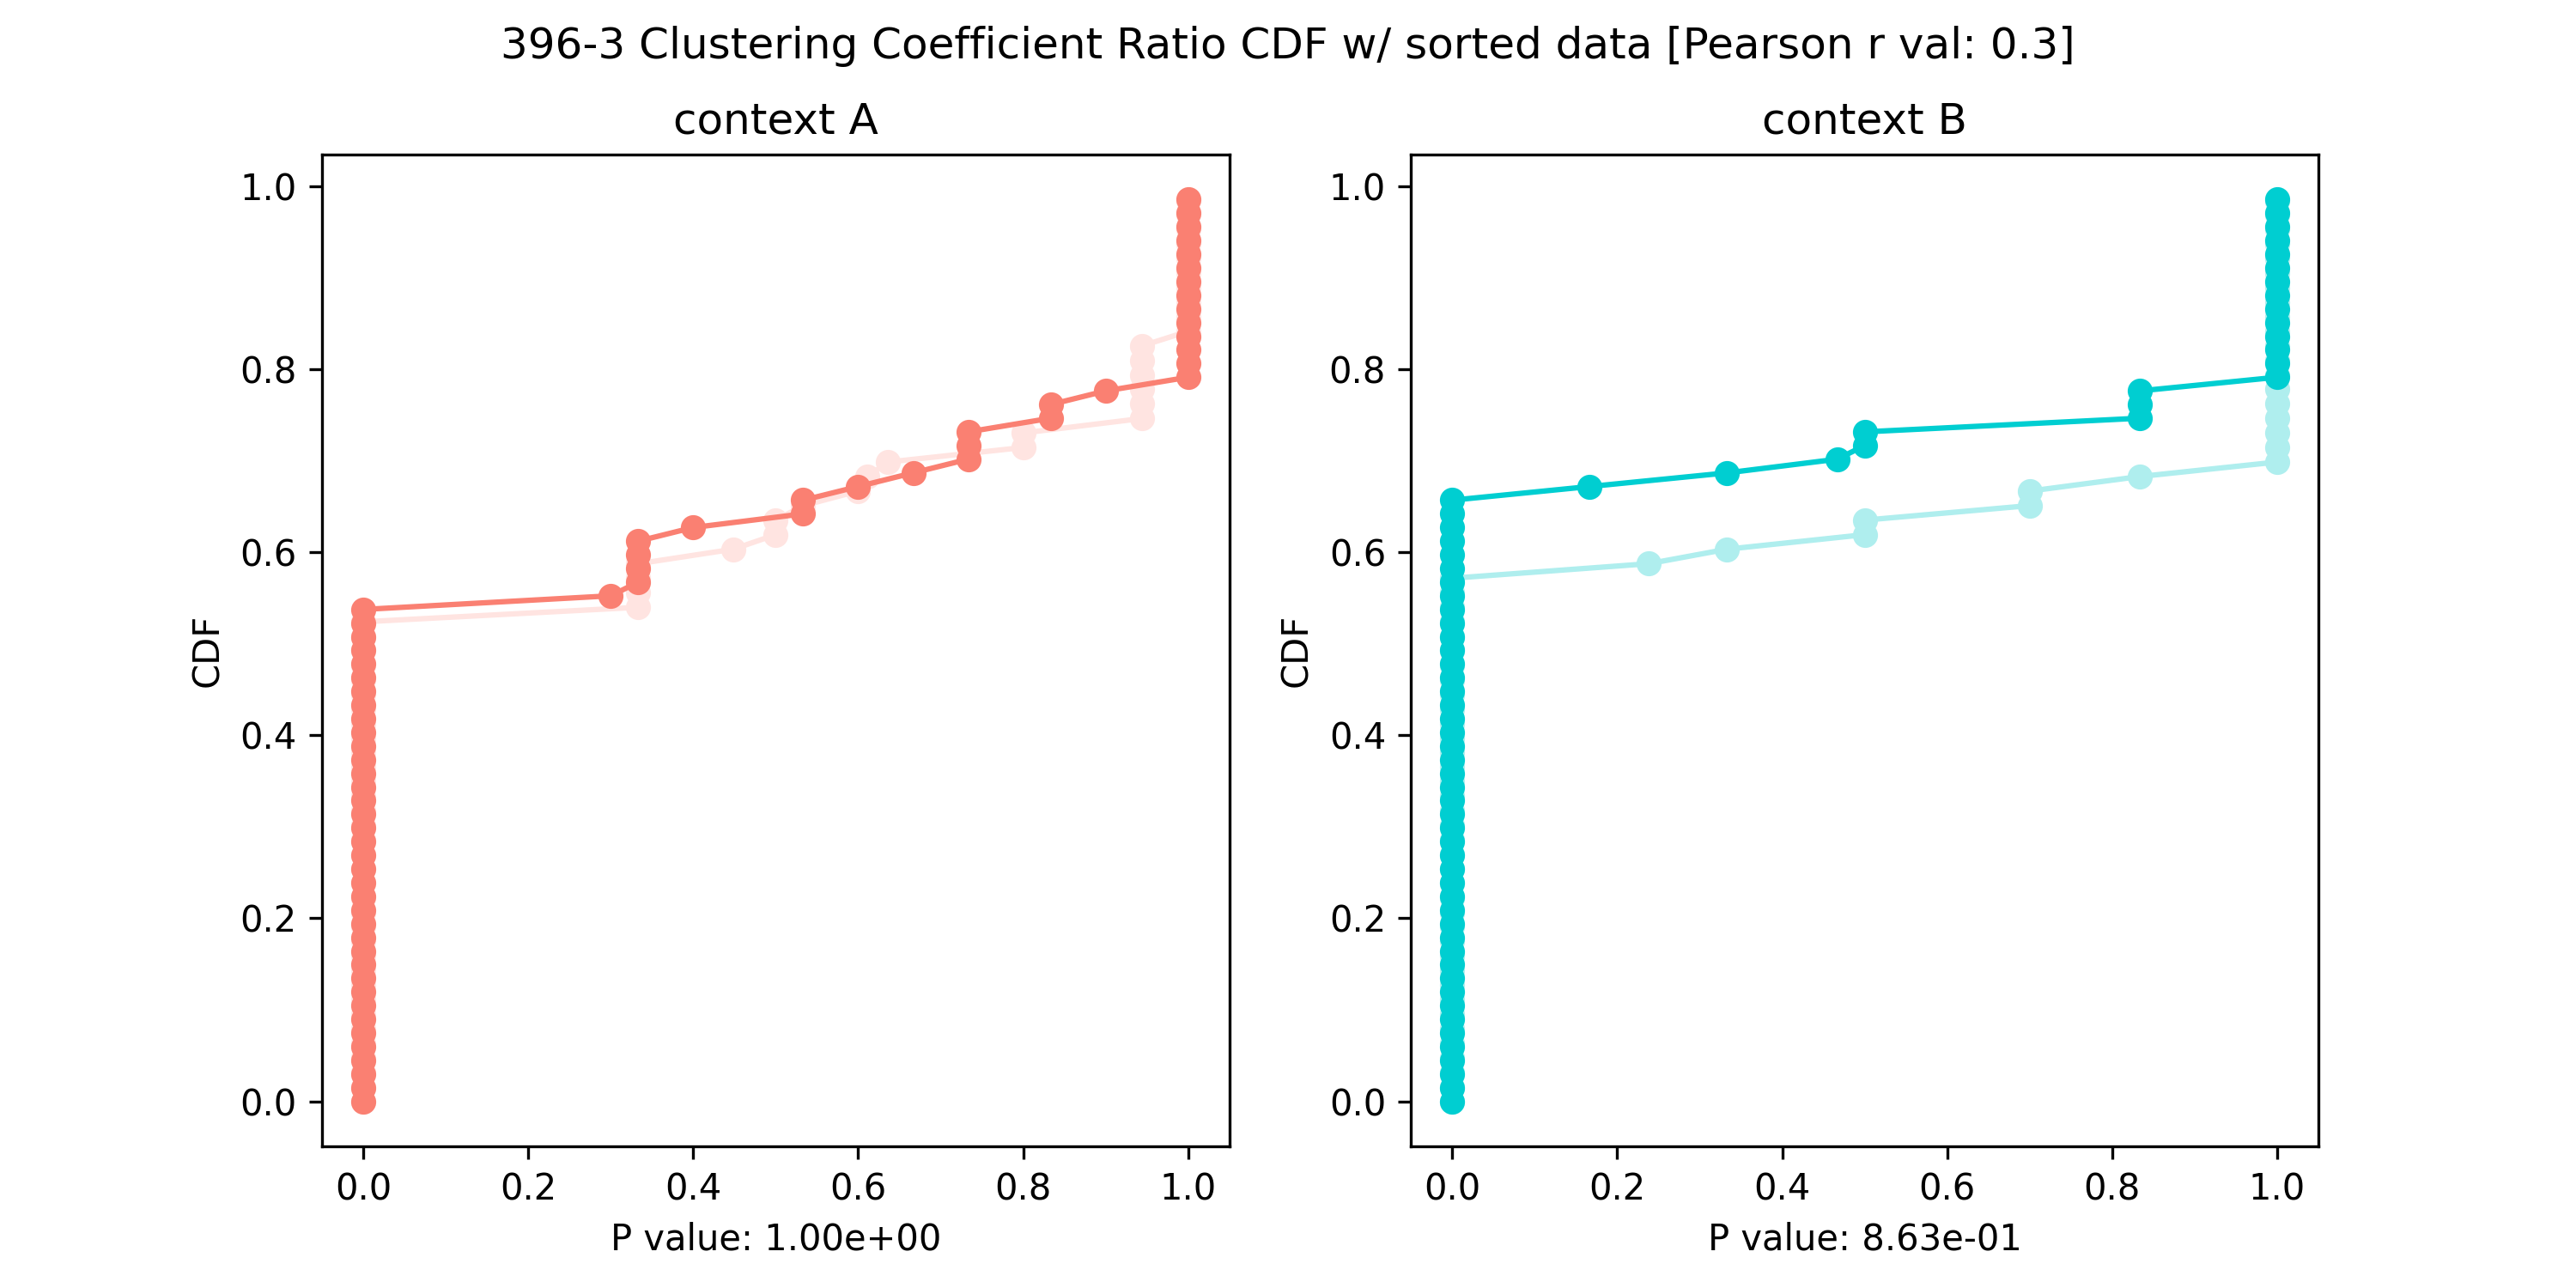 396-3 Clustering Coefficient Ratio CDF w/ sorted data [Pearson r val: 0.3]
context A
1.0
0.8
0.6
0.4
0.2
0.0
CDF
0.0 0.2 0.4 0.6 0.8 1.0
P value: 1.00e+00
context B
1.0
0.8
0.6
0.4
0.2
0.0
CDF
0.0 0.2 0.4 0.6 0.8 1.0
P value: 8.63e-01